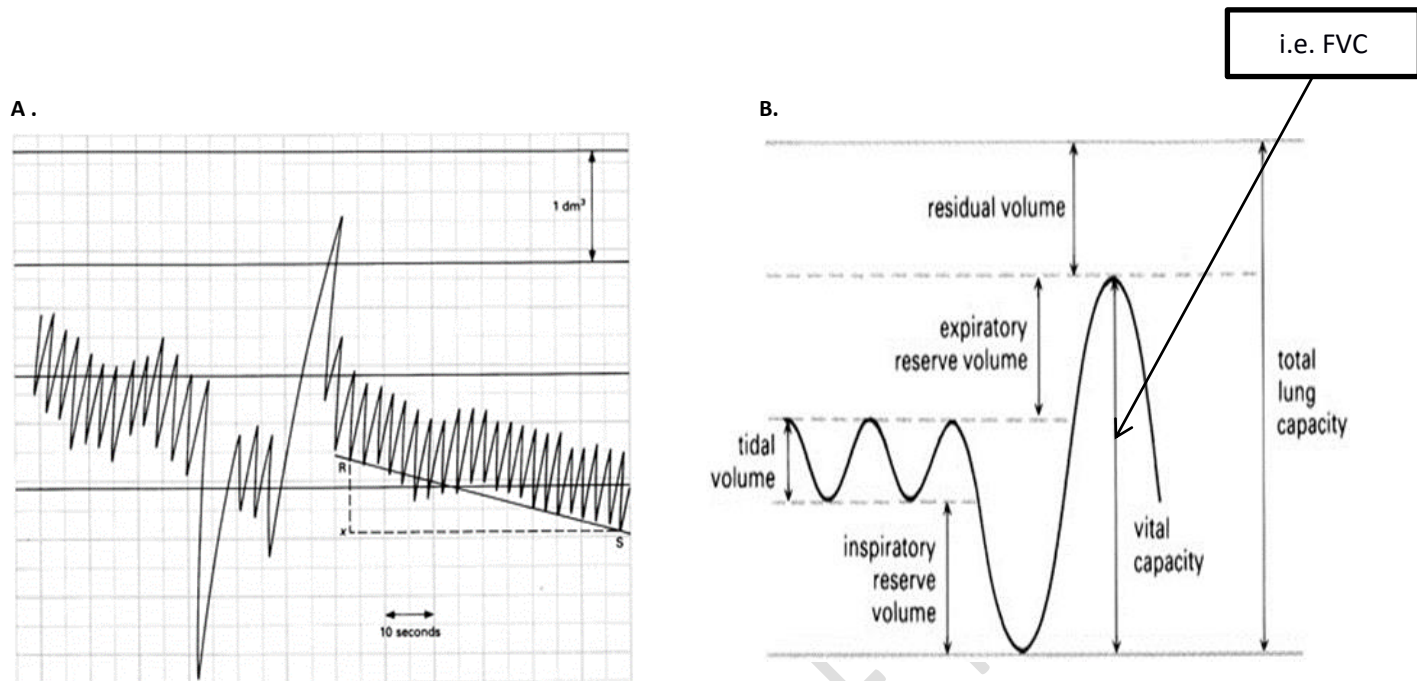 i.e. FVC
A .
1 dm³
R
x
S
10 seconds
B.
residual volume
expiratory
reserve volume
tidal
volume
inspiratory
reserve
volume
vital
capacity
total
lung
capacity